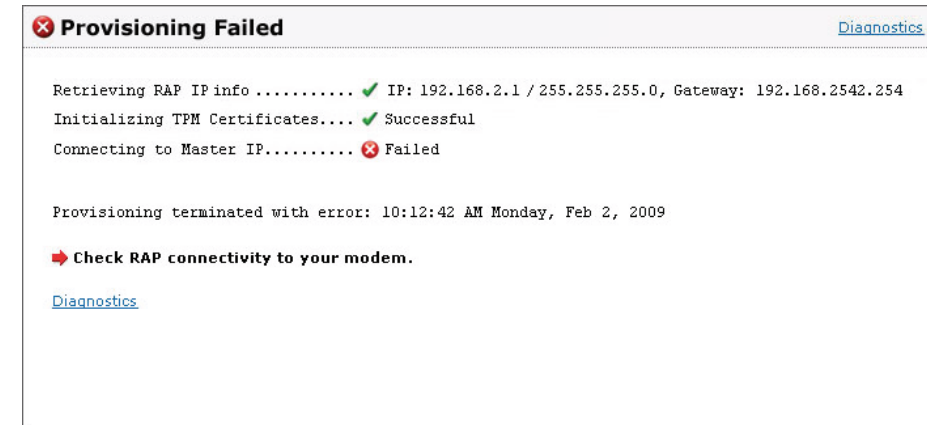 Provisioning Failed
Diagnostics
Retrieving RAP IP info ........... IP: 192.168.2.1 / 255.255.255.0, Gateway: 192.168.2542.254
Initializing TPM Certificates.... Successful
Connecting to Master IP.......... Failed
Provisioning terminated with error: 10:12:42 AM Monday, Feb 2, 2009
Check RAP connectivity to your modem.
Diagnostics